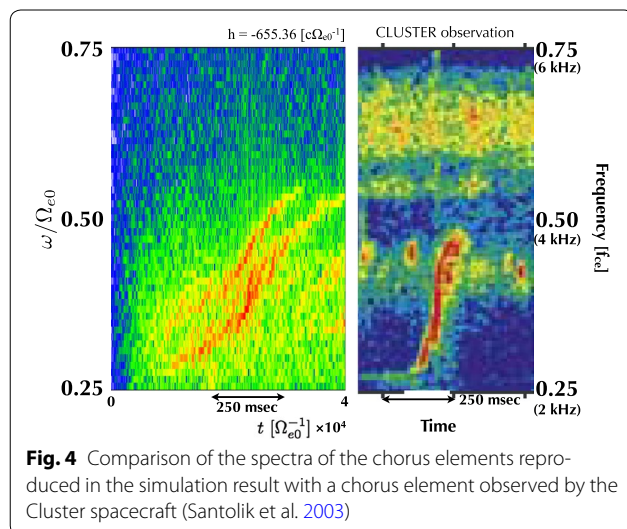 h = -655.36 [cΩe0⁻¹]
CLUSTER observation
0.75
0.50
0.25
ω/Ωe0
0
4
250 msec
t [Ωe0⁻¹] ×10⁴
0.75
(6 kHz)
0.50
(4 kHz)
0.25
(2 kHz)
Frequency [fce]
250 msec
Time
Fig. 4 Comparison of the spectra of the chorus elements repro-
duced in the simulation result with a chorus element observed by the
Cluster spacecraft (Santolik et al. 2003)